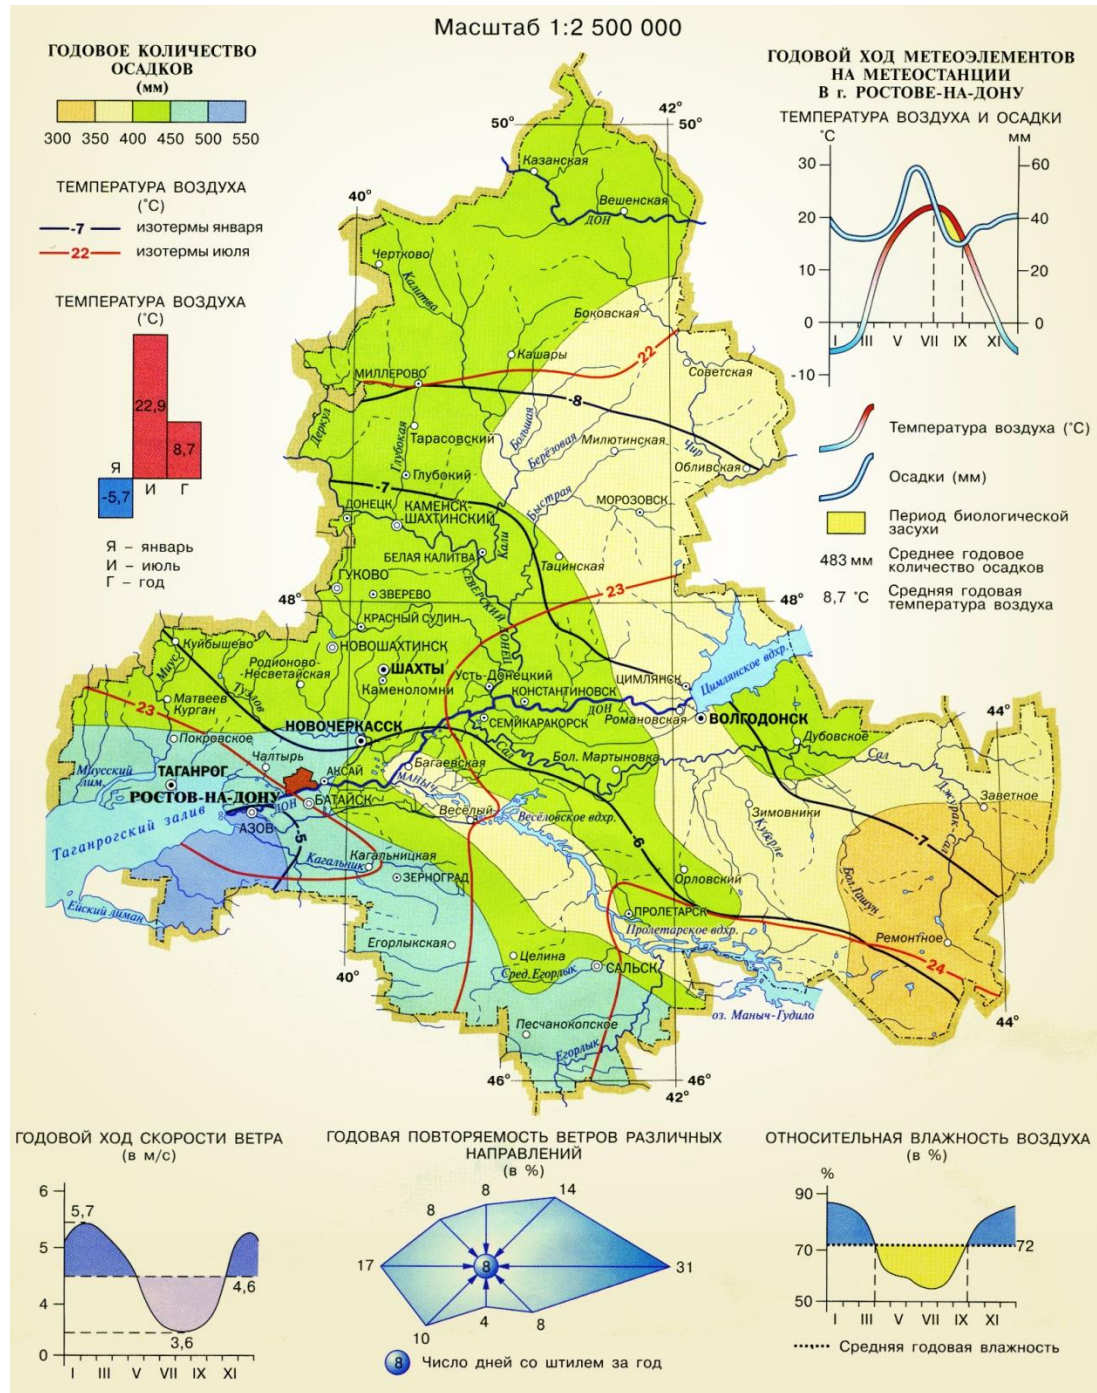 Масштаб 1:2 500 000
ГОДОВОЕ КОЛИЧЕСТВО
ОСАДКОВ
(мм)
300 350 400 450 500 550
ТЕМПЕРАТУРА ВОЗДУХА
(°С)
-7 изотермы января
22 изотермы июля
ТЕМПЕРАТУРА ВОЗДУХА
(°С)
22,9
8,7
Я
-5,7
И Г
Я – январь
И – июль
Г – год
ГОДОВОЙ ХОД МЕТЕОЭЛЕМЕНТОВ
НА МЕТЕОСТАНЦИИ
В г. РОСТОВЕ-НА-ДОНУ
ТЕМПЕРАТУРА ВОЗДУХА И ОСАДКИ
°С мм
30 60
20 40
10 20
0 0
I III V VII IX XI
-10
Температура воздуха (°С)
Осадки (мм)
Период биологической
засухи
483 мм Среднее годовое
количество осадков
8,7 °С Средняя годовая
температура воздуха
42°
50° 50°
Казанская
40°
Вешенская
ДОН
Чертково
Калитва
Боковская
22
Кашары
Советская
МИЛЛЕРОВО
-8
Деркул
Тарасовский
Большая
Берёзовая
Милютинская
Чир
Глубокая
Обливская
Глубокий
-7
Быстрая
МОРОЗОВСК
ДОНЕЦК
КАМЕНСК-
ШАХТИНСКИЙ
Кали
БЕЛАЯ КАЛИТВА
Тацинская
ГУКОВО
СЕВЕРСКИЙ ДОНЕЦ
ЗВЕРЕВО
23
48° 48°
КРАСНЫЙ СУЛИН
Куйбышево
НОВОШАХТИНСК
Миус
Родионово-
Несветайская
ШАХТЫ
Цимлянское вдхр.
Тузлов
Каменоломни
Усть-Донецкий
ЦИМЛЯНСК
Матвеев
Курган
23
КОНСТАНТИНОВСК
ДОН
Романовская
ВОЛГОДОНСК
44°
НОВОЧЕРКАССК
СЕМИКАРАКОРСК
Покровское
Дубовское
Сал
Сал
Чалтырь
Багаевская
Бол. Мартыновка
Миусский
лим.
ТАГАНРОГ
АКСАЙ
МАНЫЧ
Джурак-Сал
Заветное
РОСТОВ-НА-ДОНУ
ДОН
БАТАЙСК
Весёлый
Весёловское вдхр.
Зимовники
Таганрогский залив
АЗОВ
-5
-6
Куберле
-7
Кагальницкая
Кагальник
ЗЕРНОГРАД
Орловский
Бол. Гашун
Ейский лиман
ПРОЛЕТАРСК
Пролетарское вдхр.
Егорлыкская
Ремонтное
Целина
САЛЬСК
24
40°
Сред. Егорлык
оз. Маныч-Гудило
44°
Песчанокопское
Егорлык
46° 46°
42°
ГОДОВОЙ ХОД СКОРОСТИ ВЕТРА
(в м/с)
6
5,7
5
4,6
4
3,6
0
I III V VII IX XI
ГОДОВАЯ ПОВТОРЯЕМОСТЬ ВЕТРОВ РАЗЛИЧНЫХ
НАПРАВЛЕНИЙ
(в %)
8 14
8
17 8 31
10 4 8
8 Число дней со штилем за год
ОТНОСИТЕЛЬНАЯ ВЛАЖНОСТЬ ВОЗДУХА
(в %)
%
90
70 72
50
I III V VII IX XI
Средняя годовая влажность